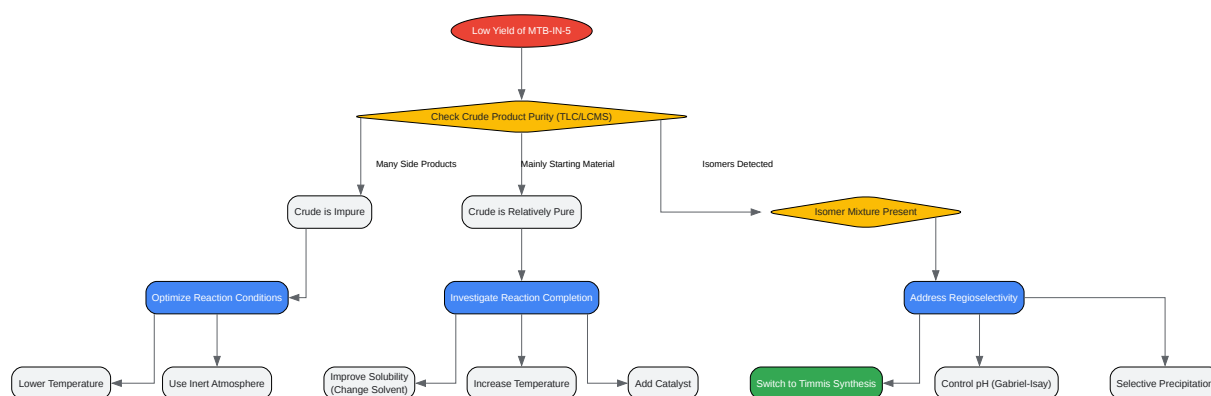 Low Yield of MTB-IN-5
Check Crude Product Purity (TLC/LCMS)
Many Side Products
Mainly Starting Material
Isomers Detected
Crude is Impure
Crude is Relatively Pure
Isomer Mixture Present
Optimize Reaction Conditions
Investigate Reaction Completion
Address Regioselectivity
Lower Temperature
Use Inert Atmosphere
Improve Solubility
(Change Solvent)
Increase Temperature
Add Catalyst
Switch to Timmis Synthesis
Control pH (Gabriel-Isay)
Selective Precipitation